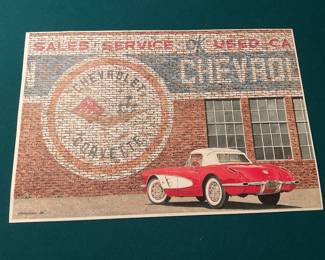 SALES SERVICE OK USED CA
N CHEVROL
CHEVROLET
CORVETTE